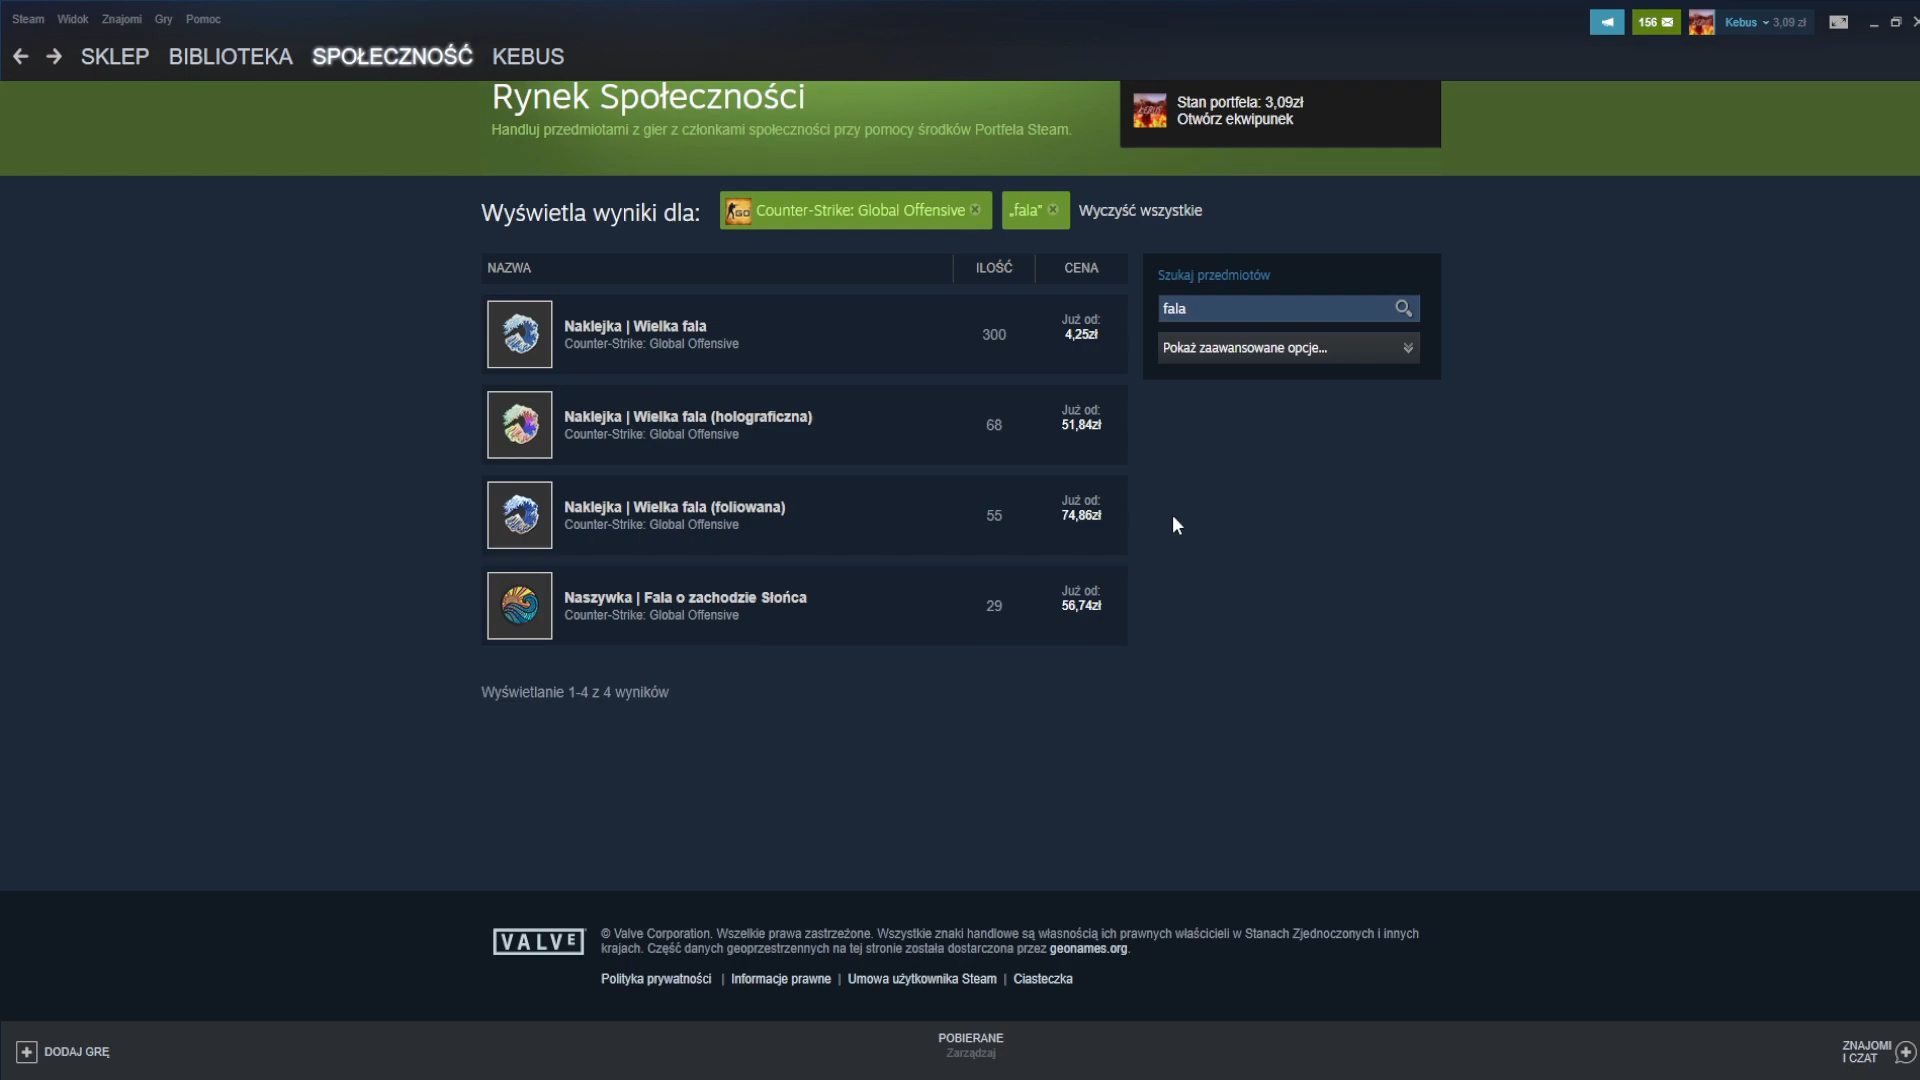 Steam Widok Znajomi Gry Pomoc
156 Kebus 3,09 zł
SKLEP BIBLIOTEKA SPOŁECZNOŚĆ KEBUS
Rynek Społeczności
Handluj przedmiotami z gier z członkami społeczności przy pomocy środków Portfela Steam.
Stan portfela: 3,09zł
Otwórz ekwipunek
Wyświetla wyniki dla: Counter-Strike: Global Offensive „fala” Wyczyść wszystkie
NAZWA ILOŚĆ CENA
Naklejka | Wielka fala
Counter-Strike: Global Offensive
300
Już od:
4,25zł
Naklejka | Wielka fala (holograficzna)
Counter-Strike: Global Offensive
68
Już od:
51,84zł
Naklejka | Wielka fala (foliowana)
Counter-Strike: Global Offensive
55
Już od:
74,86zł
Naszywka | Fala o zachodzie Słońca
Counter-Strike: Global Offensive
29
Już od:
56,74zł
Wyświetlanie 1-4 z 4 wyników
Szukaj przedmiotów
fala
Pokaż zaawansowane opcje...
VALVE
© Valve Corporation. Wszelkie prawa zastrzeżone. Wszystkie znaki handlowe są własnością ich prawnych właścicieli w Stanach Zjednoczonych i innych
krajach. Część danych geoprzestrzennych na tej stronie została dostarczona przez geonames.org.
Polityka prywatności | Informacje prawne | Umowa użytkownika Steam | Ciasteczka
DODAJ GRĘ
POBIERANE
Zarządzaj
ZNAJOMI
I CZAT